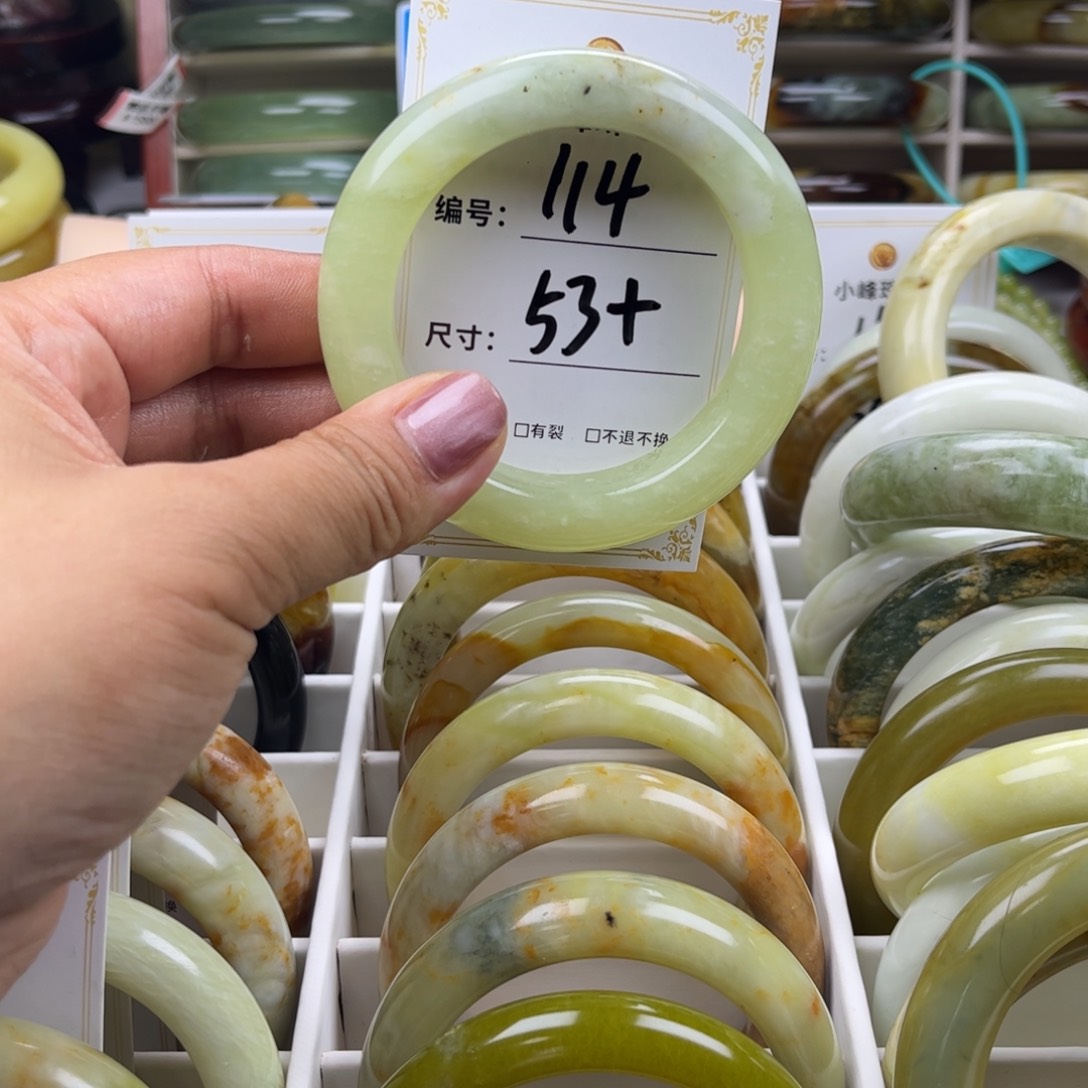 编号： 114
尺寸： 53+
□有裂 □不退不换
小峰